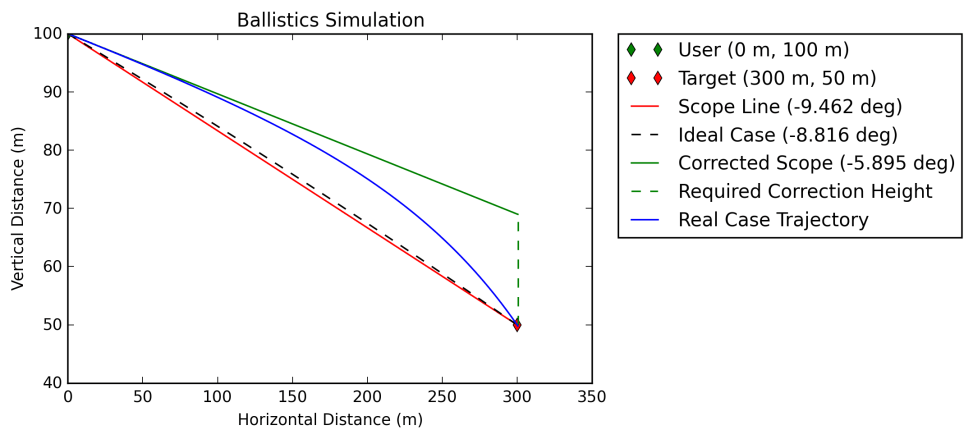 Ballistics Simulation
100
90
80
70
60
50
40
Vertical Distance (m)
0 50 100 150 200 250 300 350
Horizontal Distance (m)
User (0 m, 100 m)
Target (300 m, 50 m)
Scope Line (-9.462 deg)
Ideal Case (-8.816 deg)
Corrected Scope (-5.895 deg)
Required Correction Height
Real Case Trajectory